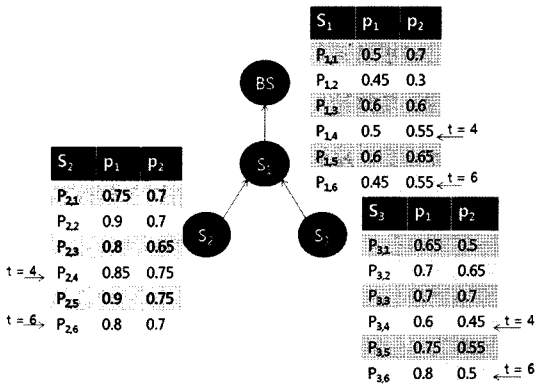 S1 p1 p2
P1,1 0.5 0.7
P1,2 0.45 0.3
P1,3 0.6 0.6
P1,4 0.5 0.55 t = 4
P1,5 0.6 0.65
P1,6 0.45 0.55 t = 6
BS
S1
S2
S3
S2 p1 p2
P2,1 0.75 0.7
P2,2 0.9 0.7
P2,3 0.8 0.65
t = 4 P2,4 0.85 0.75
P2,5 0.9 0.75
t = 6 P2,6 0.8 0.7
S3 p1 p2
P3,1 0.65 0.5
P3,2 0.7 0.65
P3,3 0.7 0.7
P3,4 0.6 0.45 t = 4
P3,5 0.75 0.55
P3,6 0.8 0.5 t = 6